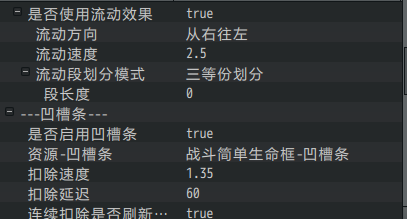 是否使用流动效果 true
流动方向 从右往左
流动速度 2.5
流动段划分模式 三等份划分
段长度 0
---凹槽条---
是否启用凹槽条 true
资源-凹槽条 战斗简单生命框-凹槽条
扣除速度 1.35
扣除延迟 60
连续扣除是否刷新… true